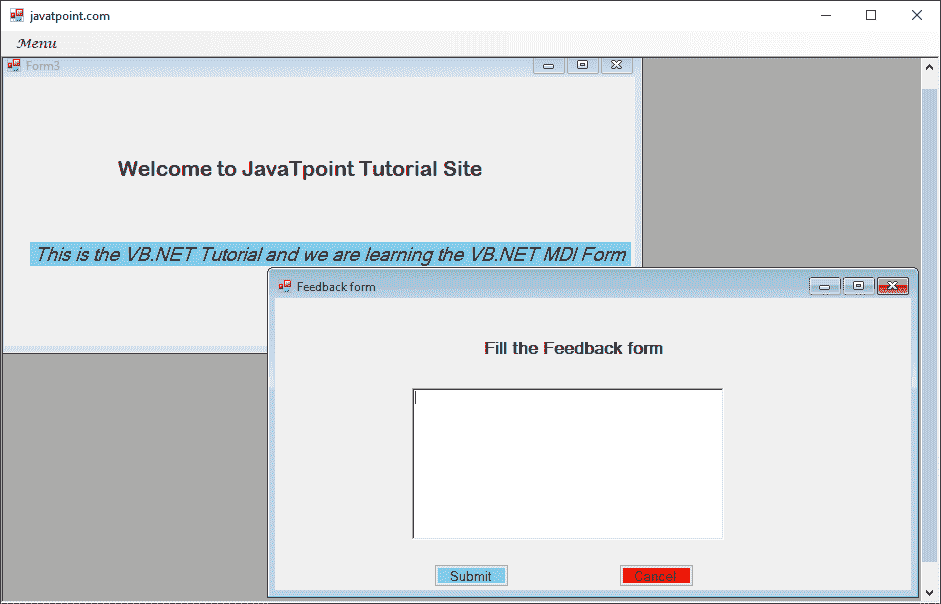 javatpoint.com
Menu
Form3
Welcome to JavaTpoint Tutorial Site
This is the VB.NET Tutorial and we are learning the VB.NET MDI Form
Feedback form
Fill the Feedback form
Submit
Cancel